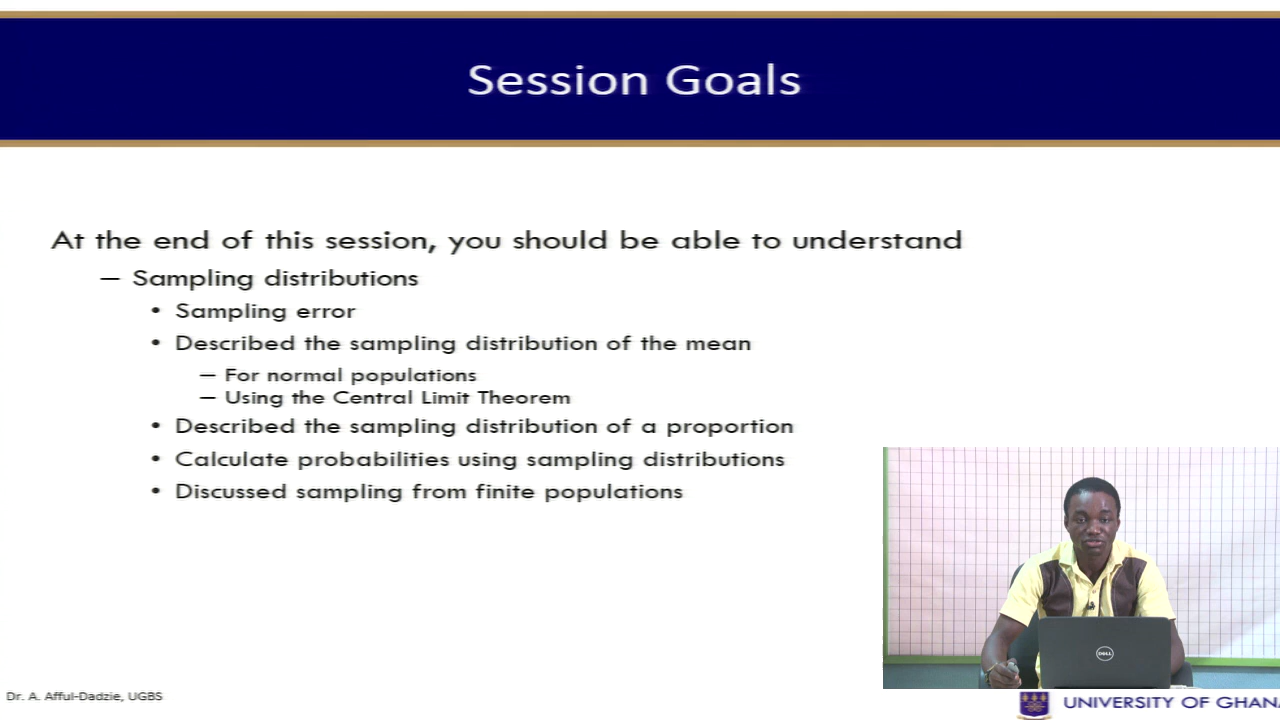 Session Goals
At the end of this session, you should be able to understand
– Sampling distributions
• Sampling error
• Described the sampling distribution of the mean
– For normal populations
– Using the Central Limit Theorem
• Described the sampling distribution of a proportion
• Calculate probabilities using sampling distributions
• Discussed sampling from finite populations
DELL
Dr. A. Afful-Dadzie, UGBS
UNIVERSITY OF GHAN